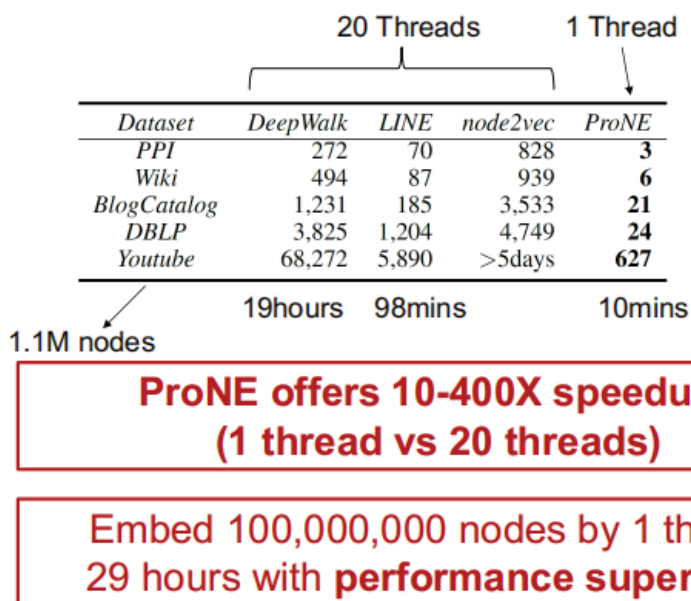 20 Threads 1 Thread
Dataset DeepWalk LINE node2vec ProNE
PPI 272 70 828 3
Wiki 494 87 939 6
BlogCatalog 1,231 185 3,533 21
DBLP 3,825 1,204 4,749 24
Youtube 68,272 5,890 >5days 627
19hours 98mins 10mins
1.1M nodes
ProNE offers 10-400X
(1 thread vs 20 threads)
Embed 100,000,000 nodes by 1
29 hours with performance